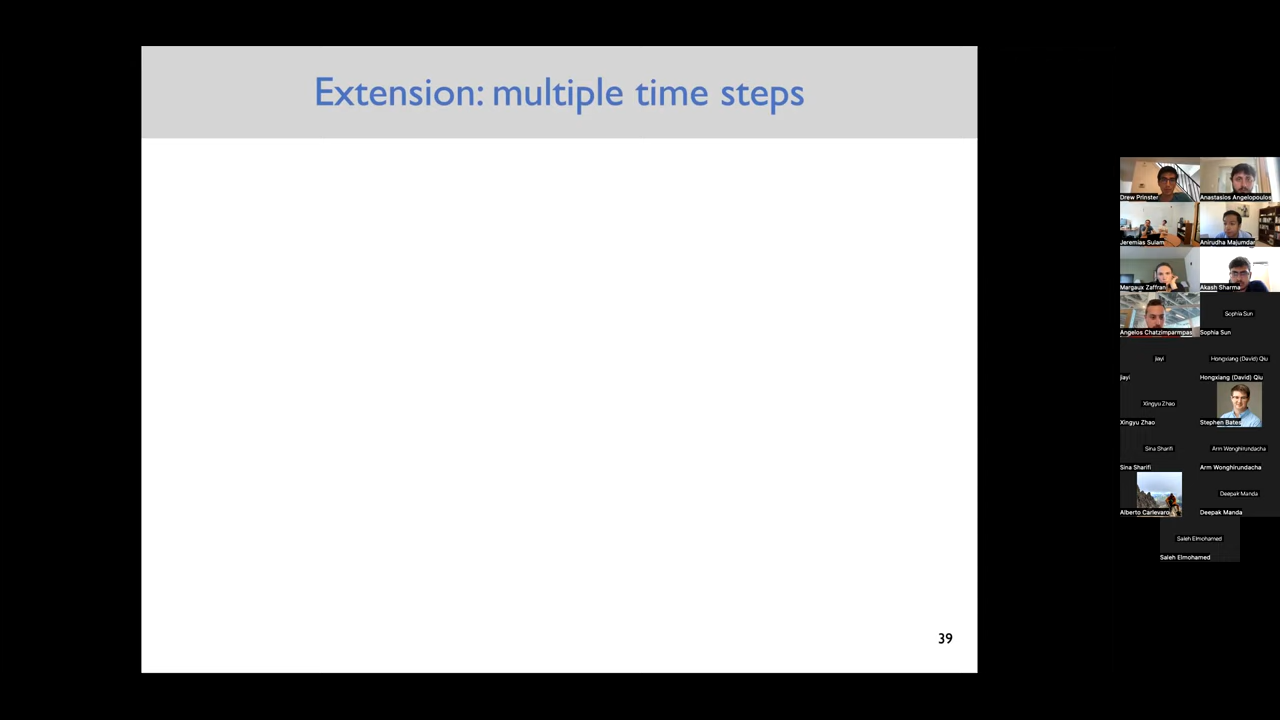 Extension: multiple time steps
39
Drew Prinster
Anastasios Angelopoulos
Jeremias Sulam
Anirudha Majumdar
Margaux Zaffran
Akash Sharma
Angelos Chatzimparmpas
Sophia Sun
Sophia Sun
Jiayi
Hongxiang (David) Qiu
Jiayi
Hongxiang (David) Qiu
Xingyu Zhao
Xingyu Zhao
Stephen Bates
Sina Sharifi
Arm Wonghirundacha
Sina Sharifi
Arm Wonghirundacha
Deepak Manda
Alberto Carlevaro
Deepak Manda
Saleh Elmohamed
Saleh Elmohamed